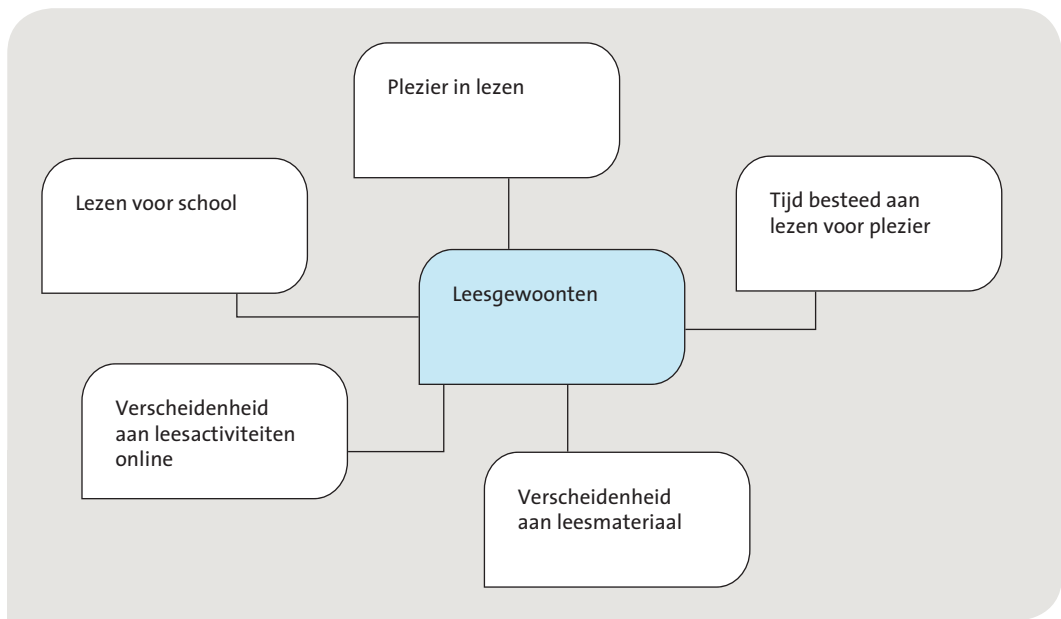 Plezier in lezen
Lezen voor school
Tijd besteed aan
lezen voor plezier
Leesgewoonten
Verscheidenheid
aan leesactiviteiten
online
Verscheidenheid
aan leesmateriaal